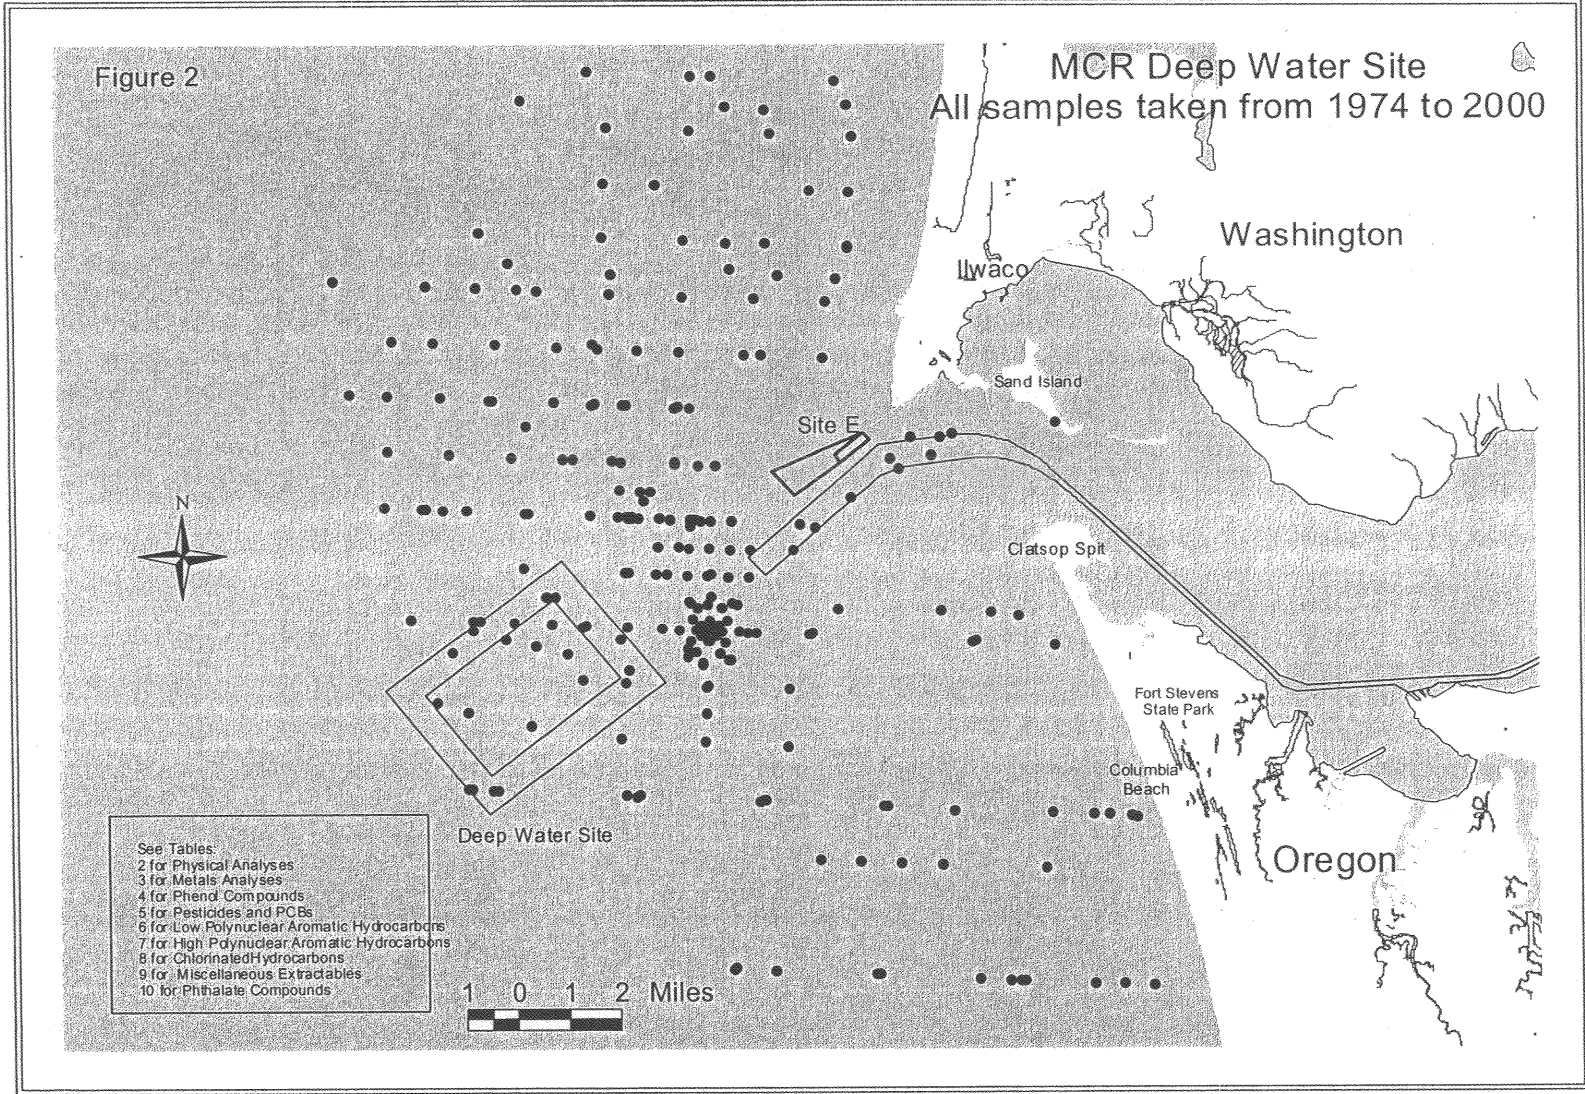 Figure 2
MCR Deep Water Site
All samples taken from 1974 to 2000
Washington
Ilwaco
Sand Island
Site E
N
Clatsop Spit
Fort Stevens
State Park
Columbia
Beach
Deep Water Site
Oregon
See Tables:
2 for Physical Analyses
3 for Metals Analyses
4 for Phenol Compounds
5 for Pesticides and PCBs
6 for Low Polynuclear Aromatic Hydrocarbons
7 for High Polynuclear Aromatic Hydrocarbons
8 for ChlorinatedHydrocarbons
9 for Miscellaneous Extractables
10 for Phthalate Compounds
1 0 1 2 Miles